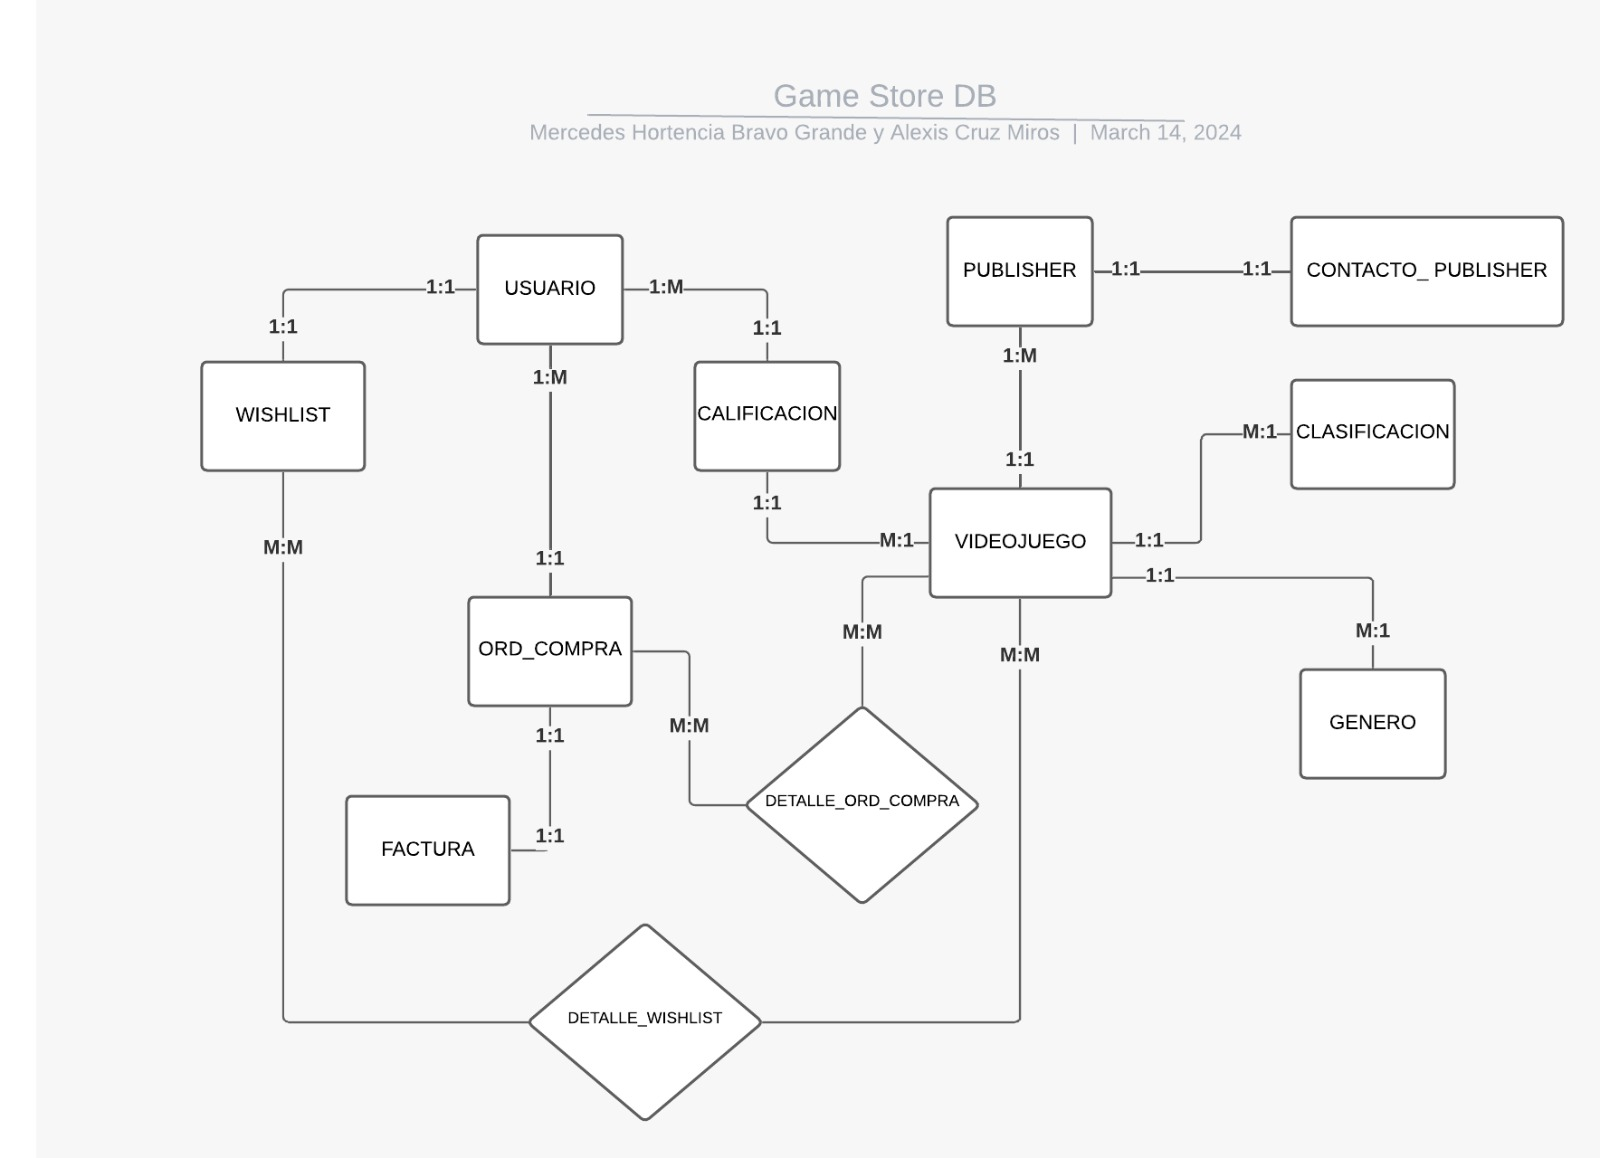 Game Store DB
Mercedes Hortencia Bravo Grande y Alexis Cruz Miros | March 14, 2024
PUBLISHER
1:1
1:1
CONTACTO_ PUBLISHER
1:1
USUARIO
1:M
1:1
1:1
1:M
1:M
WISHLIST
CALIFICACION
M:1
CLASIFICACION
1:1
1:1
M:M
1:1
M:1
VIDEOJUEGO
1:1
1:1
ORD_COMPRA
M:M
M:M
M:1
1:1
M:M
GENERO
DETALLE_ORD_COMPRA
1:1
FACTURA
DETALLE_WISHLIST